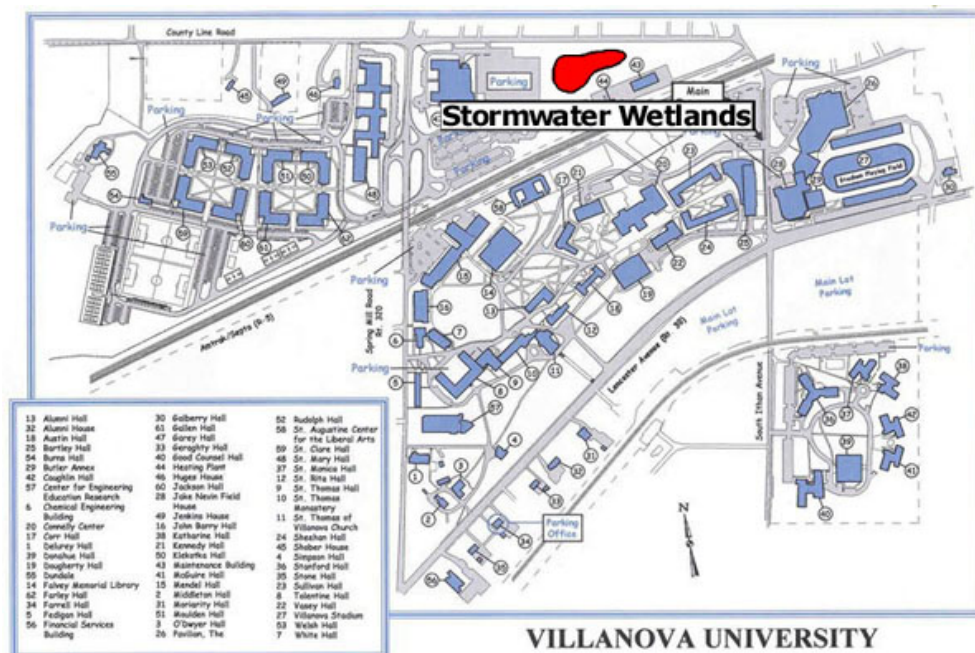 County Line Road
Parking
Parking
Main
Stormwater Wetlands
Parking
Parking
Parking
Parking
Parking
Stadium Playing Field
Parking
Amtrak/Septa (R-5)
Spring Mill Road
Rt. 320
Parking
Main Lot
Parking
Main Lot
Parking
Lancaster Avenue (Rt. 30)
South Ithan Avenue
Parking
Parking
Office
N
S
13 Alumni Hall
32 Alumni House
18 Austin Hall
25 Bartley Hall
54 Burns Hall
29 Butler Annex
42 Caughlin Hall
57 Center for Engineering
Education Research
6 Chemical Engineering
Building
20 Connelly Center
17 Corr Hall
1 Delurey Hall
39 Donahue Hall
19 Dougherty Hall
55 Dundale
14 Falvey Memorial Library
62 Farley Hall
34 Farrell Hall
5 Fedigan Hall
56 Financial Services
Building
30 Galberry Hall
61 Gallen Hall
47 Garey Hall
33 Geraghty Hall
40 Good Counsel Hall
44 Heating Plant
46 Huges House
60 Jackson Hall
28 Jake Nevin Field
House
49 Jenkins House
16 John Barry Hall
38 Katharine Hall
21 Kennedy Hall
50 Klekotka Hall
43 Maintenance Building
41 McGuire Hall
15 Mendel Hall
2 Middleton Hall
31 Moriarity Hall
51 Moulden Hall
3 O'Dwyer Hall
26 Pavilion, The
52 Rudolph Hall
58 St. Augustine Center
for the Liberal Arts
59 St. Clare Hall
48 St. Mary Hall
37 St. Monica Hall
12 St. Rita Hall
9 St. Thomas Hall
10 St. Thomas
Monastery
11 St. Thomas of
Villanova Church
24 Sheehan Hall
45 Shober House
4 Simpson Hall
36 Stanford Hall
35 Stone Hall
23 Sullivan Hall
8 Tolentine Hall
22 Vasey Hall
27 Villanova Stadium
53 Welsh Hall
7 White Hall
VILLANOVA UNIVERSITY